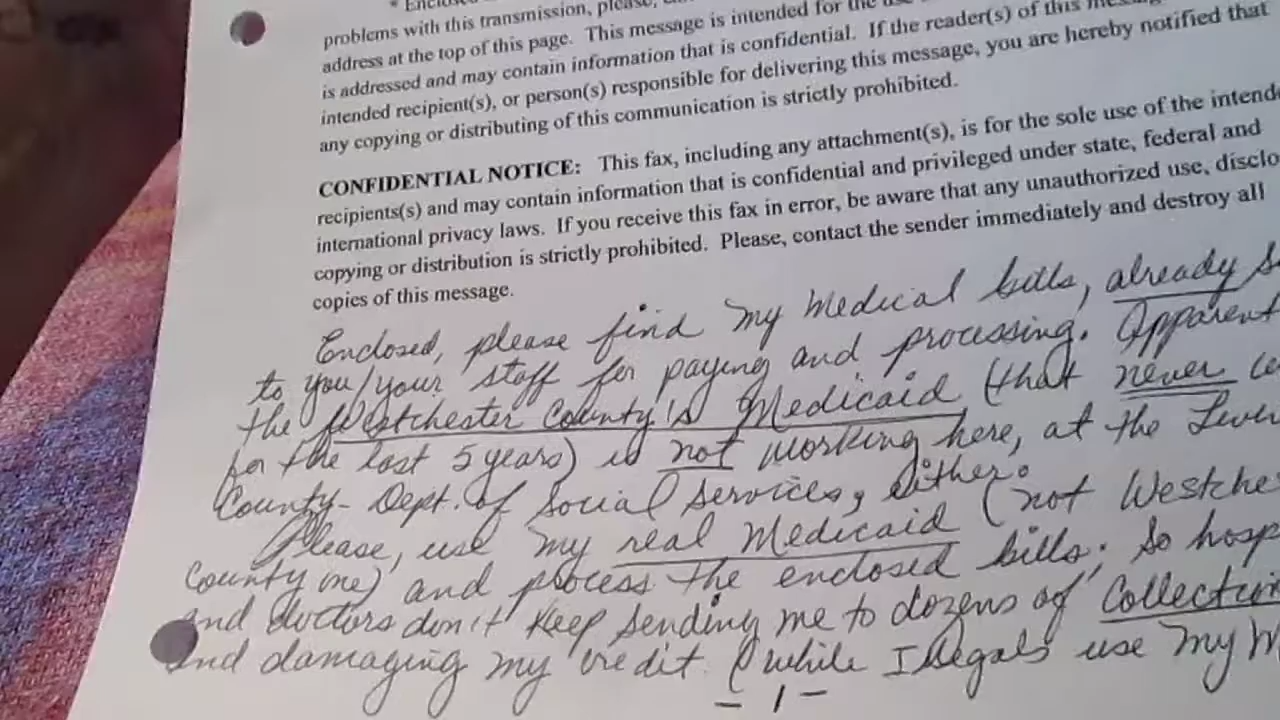 * Enclosed
problems with this transmission, please,
address at the top of this page. This message is intended for the use
is addressed and may contain information that is confidential. If the reader(s) of this
intended recipient(s), or person(s) responsible for delivering this message, you are hereby notified that
any copying or distributing of this communication is strictly prohibited.
CONFIDENTIAL NOTICE: This fax, including any attachment(s), is for the sole use of the intende
recipients(s) and may contain information that is confidential and privileged under state, federal and
international privacy laws. If you receive this fax in error, be aware that any unauthorized use, disclo
copying or distribution is strictly prohibited. Please, contact the sender immediately and destroy all
copies of this message.
Enclosed, please find my medical bills, already s
to you/your staff for paying and processing. Apparent
the Westchester County's Medicaid (that never
for the last 5 years) is not working here, at the
County-Dept. of Social Services, either.
Please, use my real Medicaid (not Westche
County one) and process the enclosed bills. So hosp
and doctors don't keep sending me to dozens of Collection
and damaging my credit. (while Illegals use my M
- 1 -